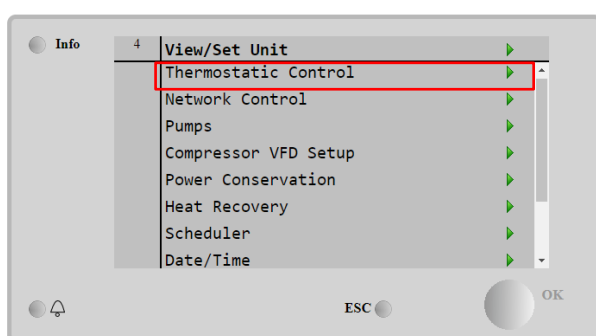 Info
4 View/Set Unit
Thermostatic Control
Network Control
Pumps
Compressor VFD Setup
Power Conservation
Heat Recovery
Scheduler
Date/Time
ESC
OK